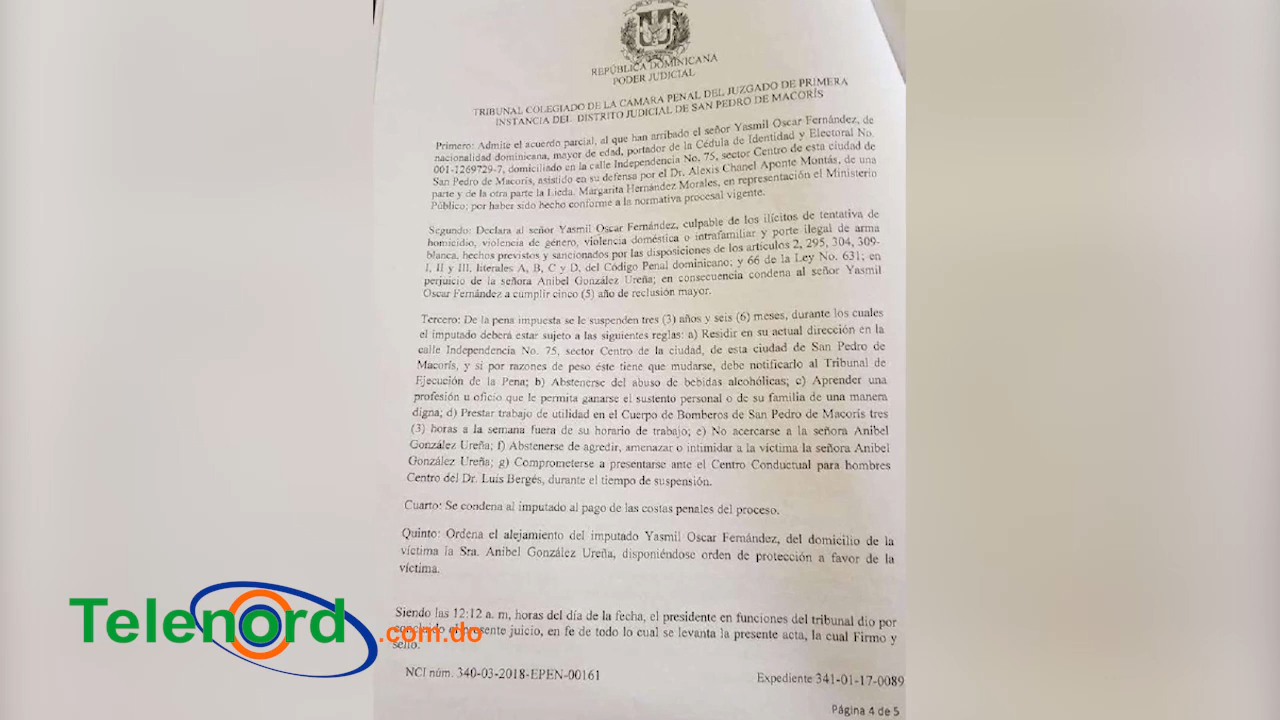 REPÚBLICA DOMINICANA
PODER JUDICIAL
TRIBUNAL COLEGIADO DE LA CAMARA PENAL DEL JUZGADO DE PRIMERA
INSTANCIA DEL DISTRITO JUDICIAL DE SAN PEDRO DE MACORÍS
Primero: Admite el acuerdo parcial, al que han arribado el señor Yasmil Oscar Fernández, de
nacionalidad dominicana, mayor de edad, portador de la Cédula de Identidad y Electoral No.
001-1269729-7, domiciliado en la calle Independencia No. 75, sector Centro de esta ciudad de
San Pedro de Macorís, asistido en su defensa por el Dr. Alexis Chanel Aponte Montás, de una
parte y de la otra parte la Licda. Margarita Hernández Morales, en representación el Ministerio
Público; por haber sido hecho conforme a la normativa procesal vigente.
Segundo: Declara al señor Yasmil Oscar Fernández, culpable de los ilícitos de tentativa de
homicidio, violencia de género, violencia doméstica o intrafamiliar y porte ilegal de arma
blanca, hechos previstos y sancionados por las disposiciones de los artículos 2, 295, 304, 309-
I, II y III, literales A, B, C y D, del Código Penal dominicano; y 66 de la Ley No. 631; en
perjuicio de la señora Anibel González Ureña; en consecuencia condena al señor Yasmil
Oscar Fernández a cumplir cinco (5) año de reclusión mayor.
Tercero: De la pena impuesta se le suspenden tres (3) años y seis (6) meses, durante los cuales
el imputado deberá estar sujeto a las siguientes reglas: a) Residir en su actual dirección en la
calle Independencia No. 75, sector Centro de la ciudad, de esta ciudad de San Pedro de
Macorís, y si por razones de peso éste tiene que mudarse, debe notificarlo al Tribunal de
Ejecución de la Pena; b) Abstenerse del abuso de bebidas alcohólicas; c) Aprender una
profesión u oficio que le permita ganarse el sustento personal o de su familia de una manera
digna; d) Prestar trabajo de utilidad en el Cuerpo de Bomberos de San Pedro de Macorís tres
(3) horas a la semana fuera de su horario de trabajo; e) No acercarse a la señora Anibel
González Ureña; f) Abstenerse de agredir, amenazar o intimidar a la víctima la señora Anibel
González Ureña; g) Comprometerse a presentarse ante el Centro Conductual para hombres
Centro del Dr. Luis Bergés, durante el tiempo de suspensión.
Cuarto: Se condena al imputado al pago de las costas penales del proceso.
Quinto: Ordena el alejamiento del imputado Yasmil Oscar Fernández, del domicilio de la
víctima la Sra. Anibel González Ureña, disponiéndose orden de protección a favor de la
víctima.
Siendo las 12:12 a. m, horas del día de la fecha, el presidente en funciones del tribunal dio por
concluido el presente juicio, en fe de todo lo cual se levanta la presente acta, la cual Firmo y
sello.
NCI núm. 340-03-2018-EPEN-00161
Expediente 341-01-17-0089
Página 4 de 5
Telenord
.com.do